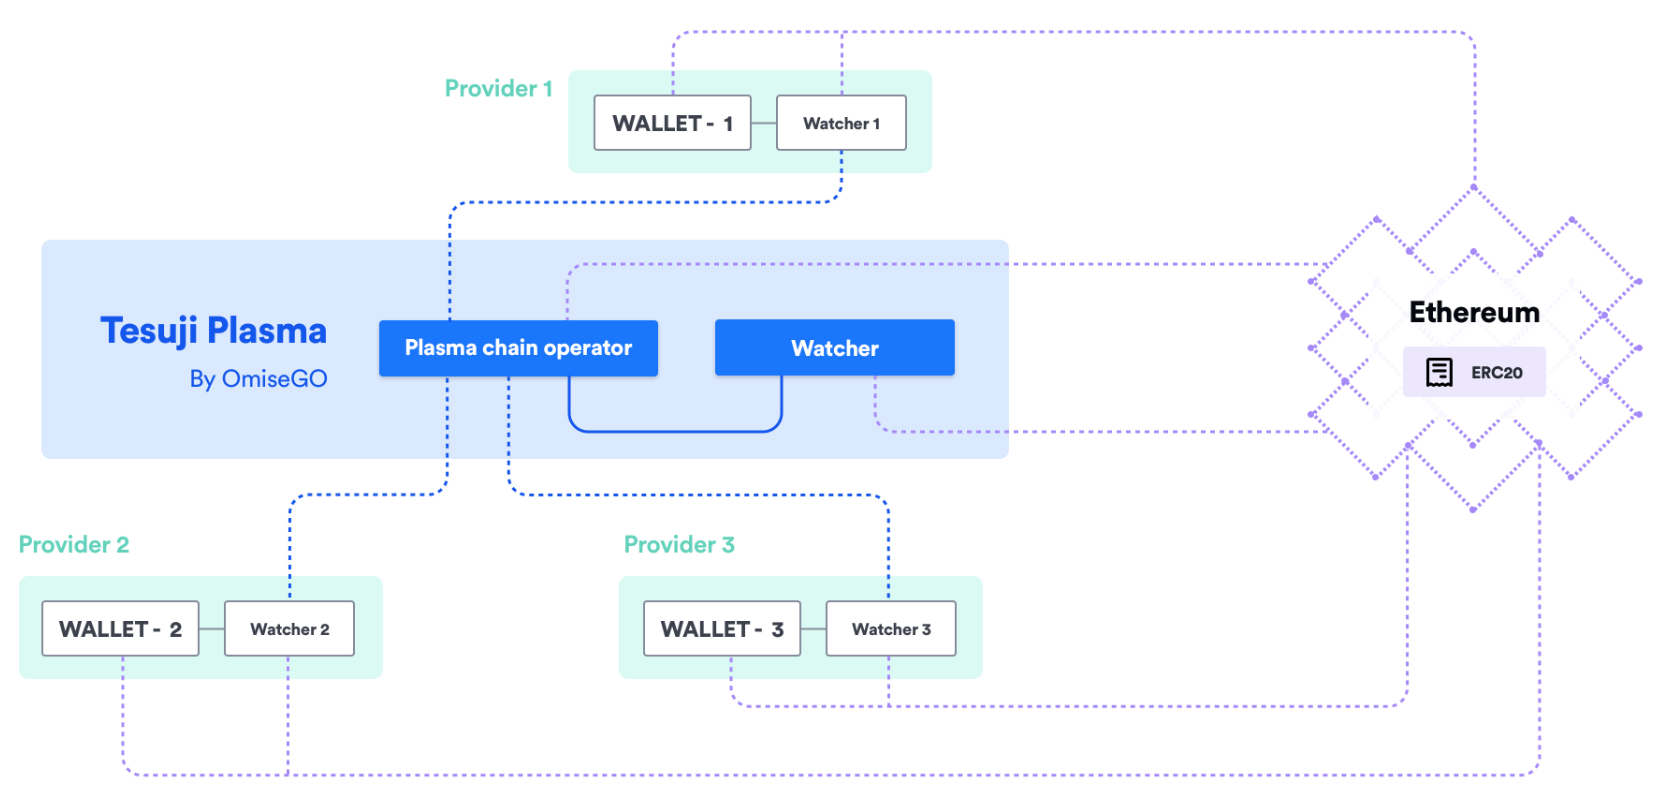 Provider 1
WALLET - 1
Watcher 1
Tesuji Plasma
By OmiseGO
Plasma chain operator
Watcher
Ethereum
ERC20
Provider 2
WALLET - 2
Watcher 2
Provider 3
WALLET - 3
Watcher 3